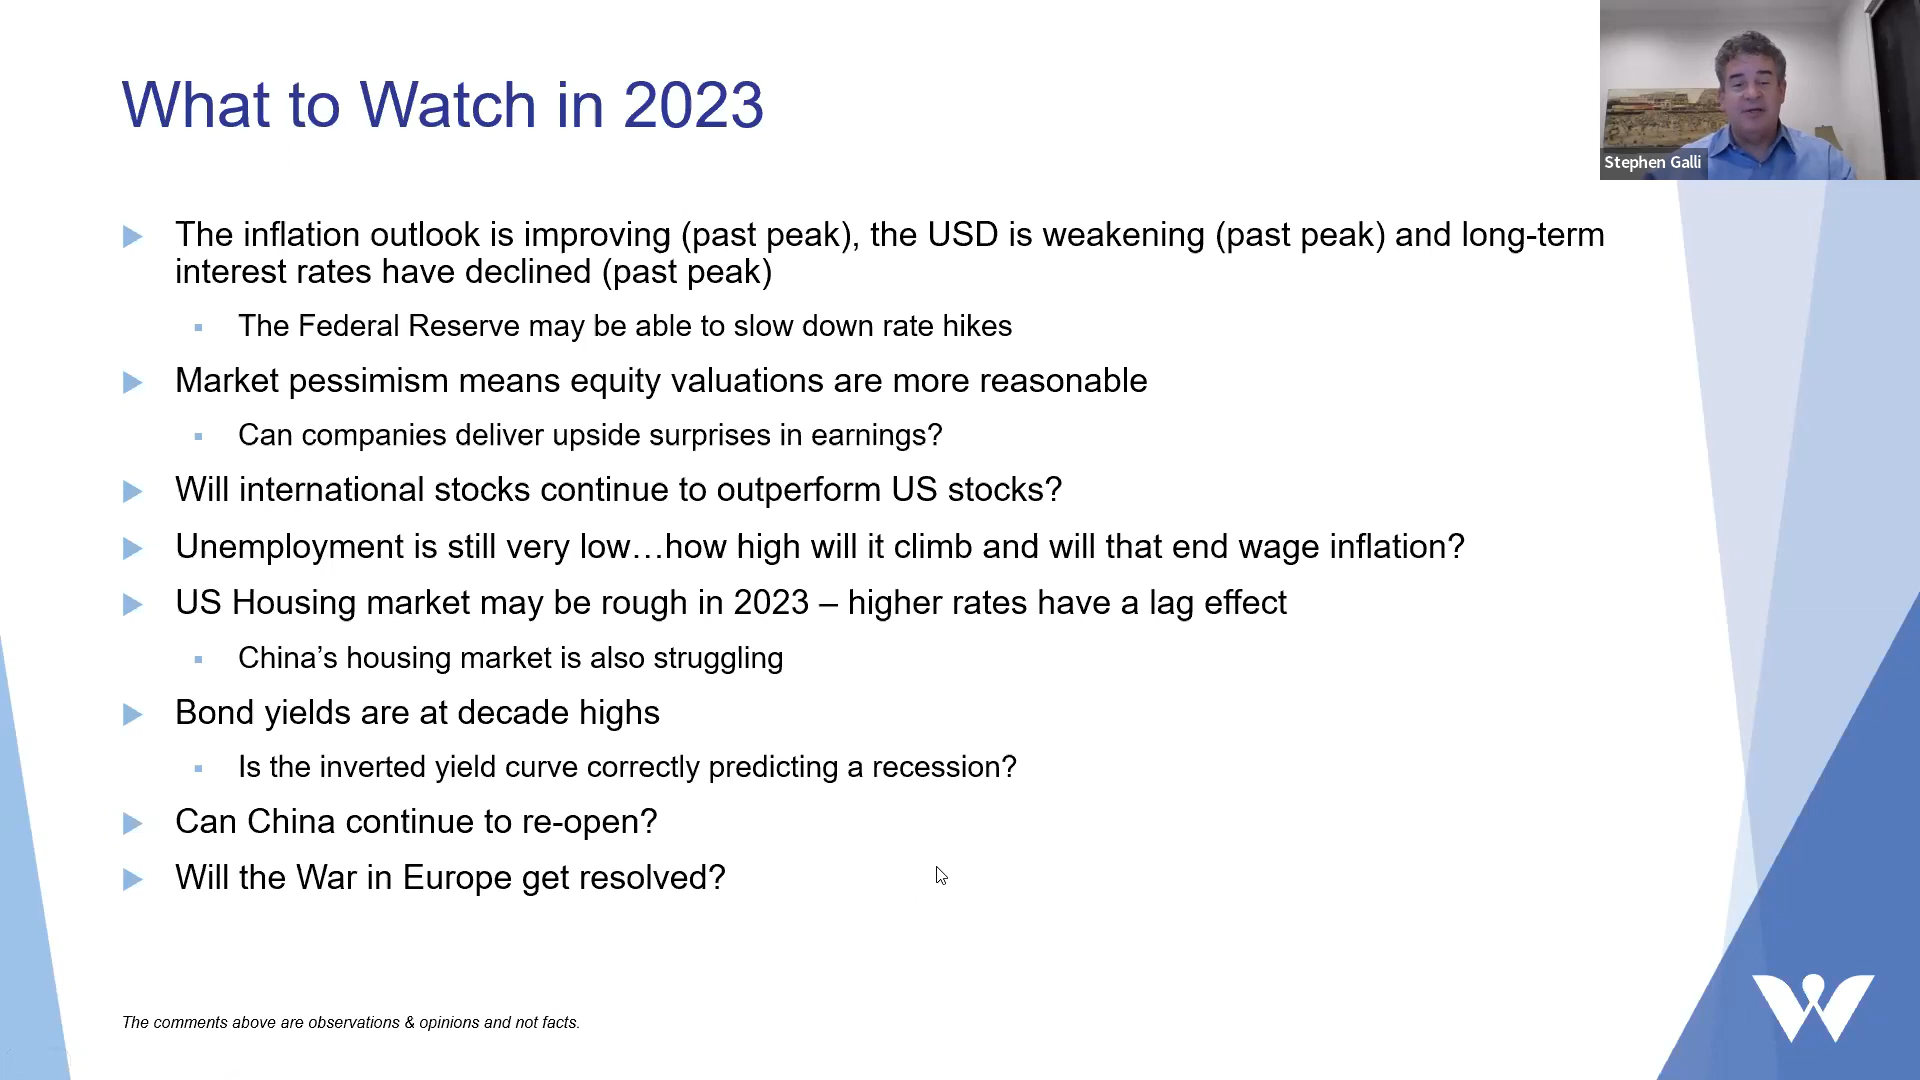 What to Watch in 2023
Stephen Galli
The inflation outlook is improving (past peak), the USD is weakening (past peak) and long-term
interest rates have declined (past peak)
The Federal Reserve may be able to slow down rate hikes
Market pessimism means equity valuations are more reasonable
Can companies deliver upside surprises in earnings?
Will international stocks continue to outperform US stocks?
Unemployment is still very low…how high will it climb and will that end wage inflation?
US Housing market may be rough in 2023 – higher rates have a lag effect
China’s housing market is also struggling
Bond yields are at decade highs
Is the inverted yield curve correctly predicting a recession?
Can China continue to re-open?
Will the War in Europe get resolved?
The comments above are observations & opinions and not facts.